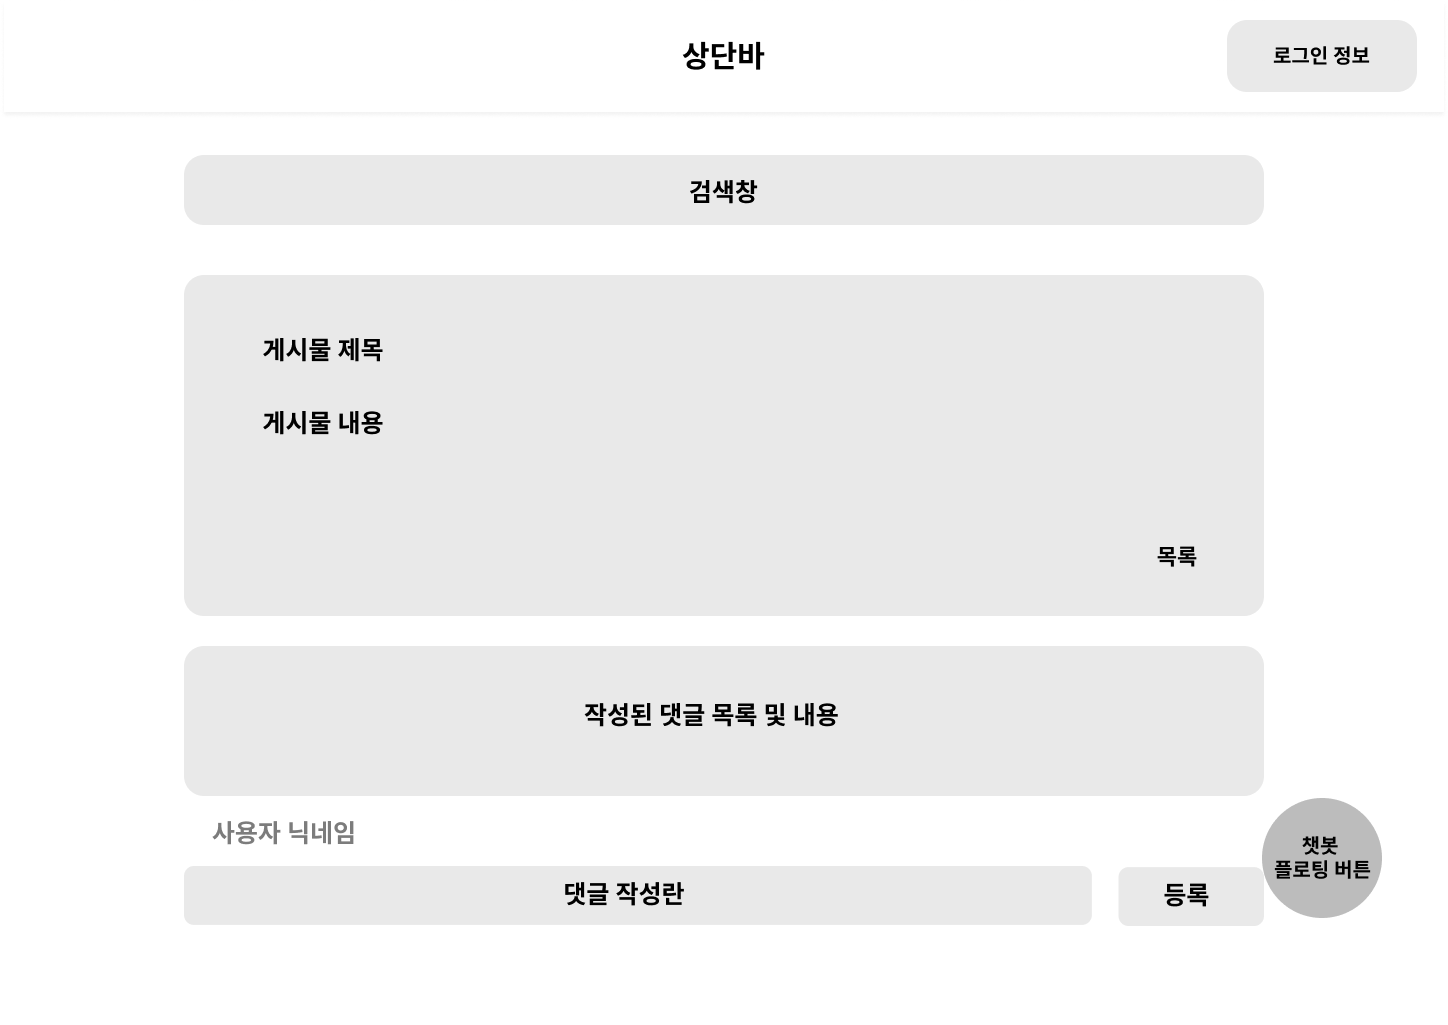 상단바
로그인 정보
검색창
게시물 제목
게시물 내용
목록
작성된 댓글 목록 및 내용
사용자 닉네임
댓글 작성란
등록
챗봇
플로팅 버튼